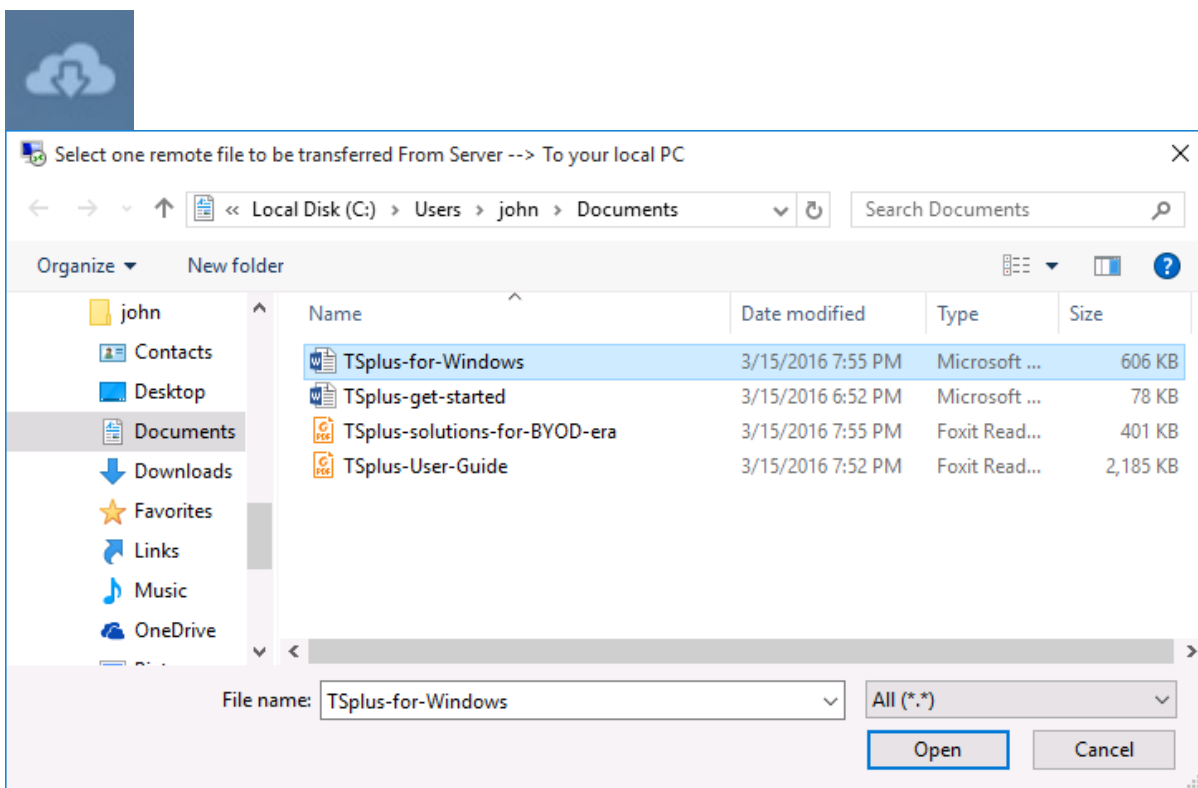 Select one remote file to be transferred From Server --> To your local PC
« Local Disk (C:) > Users > john > Documents
Search Documents
Organize
New folder
john
Contacts
Desktop
Documents
Downloads
Favorites
Links
Music
OneDrive
Name Date modified Type Size
TSplus-for-Windows 3/15/2016 7:55 PM Microsoft ... 606 KB
TSplus-get-started 3/15/2016 6:52 PM Microsoft ... 78 KB
TSplus-solutions-for-BYOD-era 3/15/2016 7:55 PM Foxit Read... 401 KB
TSplus-User-Guide 3/15/2016 7:52 PM Foxit Read... 2,185 KB
File name: TSplus-for-Windows
All (*.*)
Open
Cancel